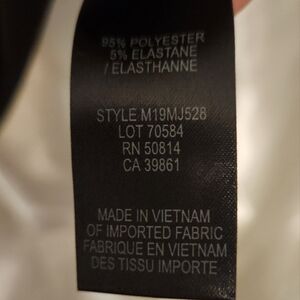 95% POLYESTER
5% ELASTANE
/ ELASTHANNE
STYLE M19MJ528
LOT 70584
RN 50814
CA 39861
MADE IN VIETNAM
OF IMPORTED FABRIC
FABRIQUE EN VIETNAM
DES TISSU IMPORTE